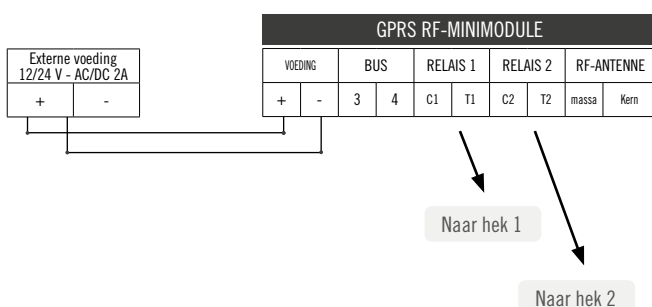 GPRS RF-MINIMODULE
Externe voeding
12/24 V - AC/DC 2A
+ -
VOEDING BUS RELAIS 1 RELAIS 2 RF-ANTENNE
+ - 3 4 C1 T1 C2 T2 massa Kern
Naar hek 1
Naar hek 2